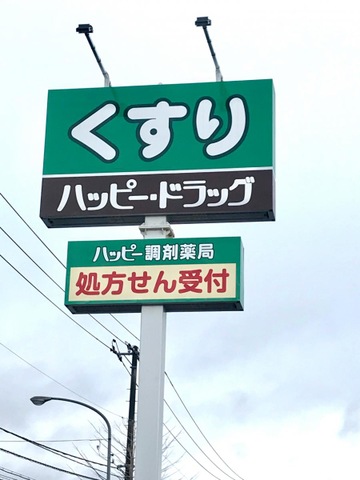 くすり
ハッピー・ドラッグ
ハッピー調剤薬局
処方せん受付